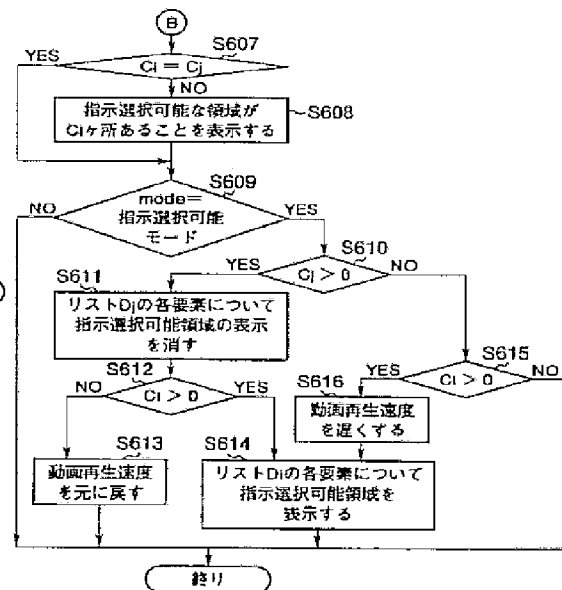 B
S607
YES
Ci = Cj
NO
指示選択可能な領域が
Ciヶ所あることを表示する
S608
S609
NO
mode=
指示選択可能
モード
YES
S610
YES
Cj > 0
NO
S611
リストDjの各要素について
指示選択可能領域の表示
を消す
S612
NO
Ci > 0
YES
S615
YES
Ci > 0
NO
S616
動画再生速度
を遅くずる
S613
動画再生速度
を元に戻す
S614
リストDiの各要素について
指示選択可能領域を
表示する
終り